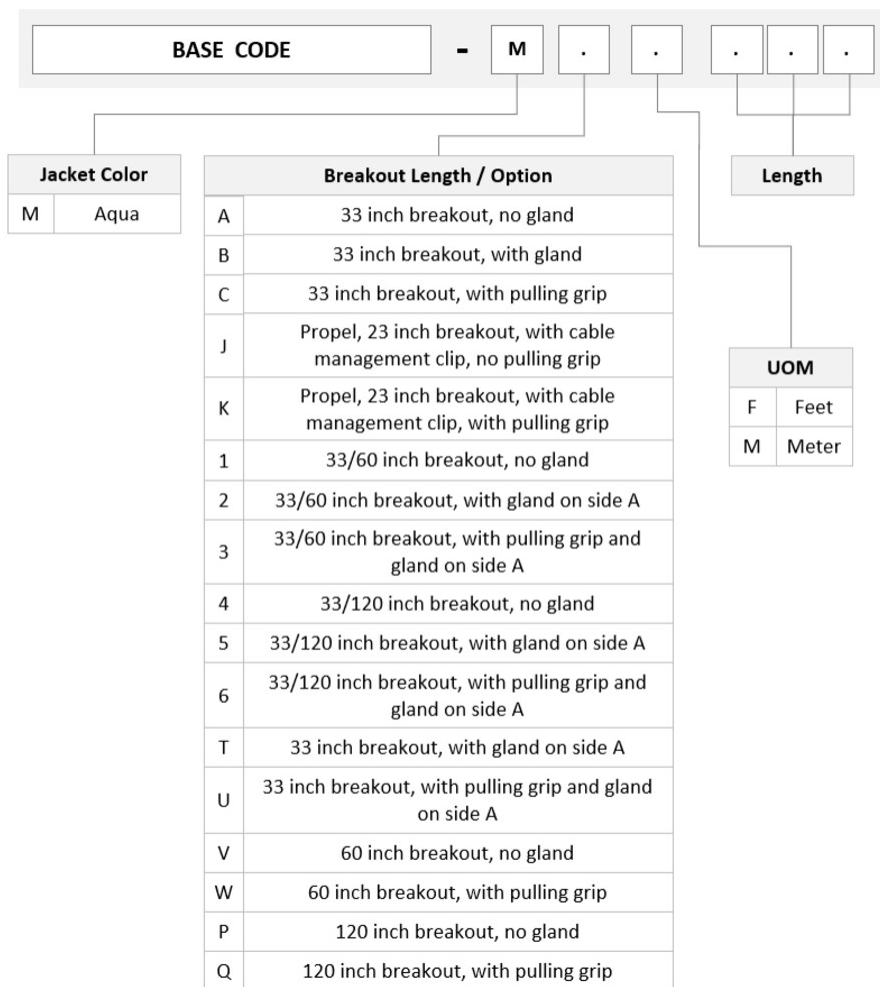 BASE CODE - M . . . . .
Jacket Color
M Aqua
Breakout Length / Option
A 33 inch breakout, no gland
B 33 inch breakout, with gland
C 33 inch breakout, with pulling grip
J Propel, 23 inch breakout, with cable
management clip, no pulling grip
K Propel, 23 inch breakout, with cable
management clip, with pulling grip
1 33/60 inch breakout, no gland
2 33/60 inch breakout, with gland on side A
3 33/60 inch breakout, with pulling grip and
gland on side A
4 33/120 inch breakout, no gland
5 33/120 inch breakout, with gland on side A
6 33/120 inch breakout, with pulling grip and
gland on side A
T 33 inch breakout, with gland on side A
U 33 inch breakout, with pulling grip and gland
on side A
V 60 inch breakout, no gland
W 60 inch breakout, with pulling grip
P 120 inch breakout, no gland
Q 120 inch breakout, with pulling grip
Length
UOM
F Feet
M Meter